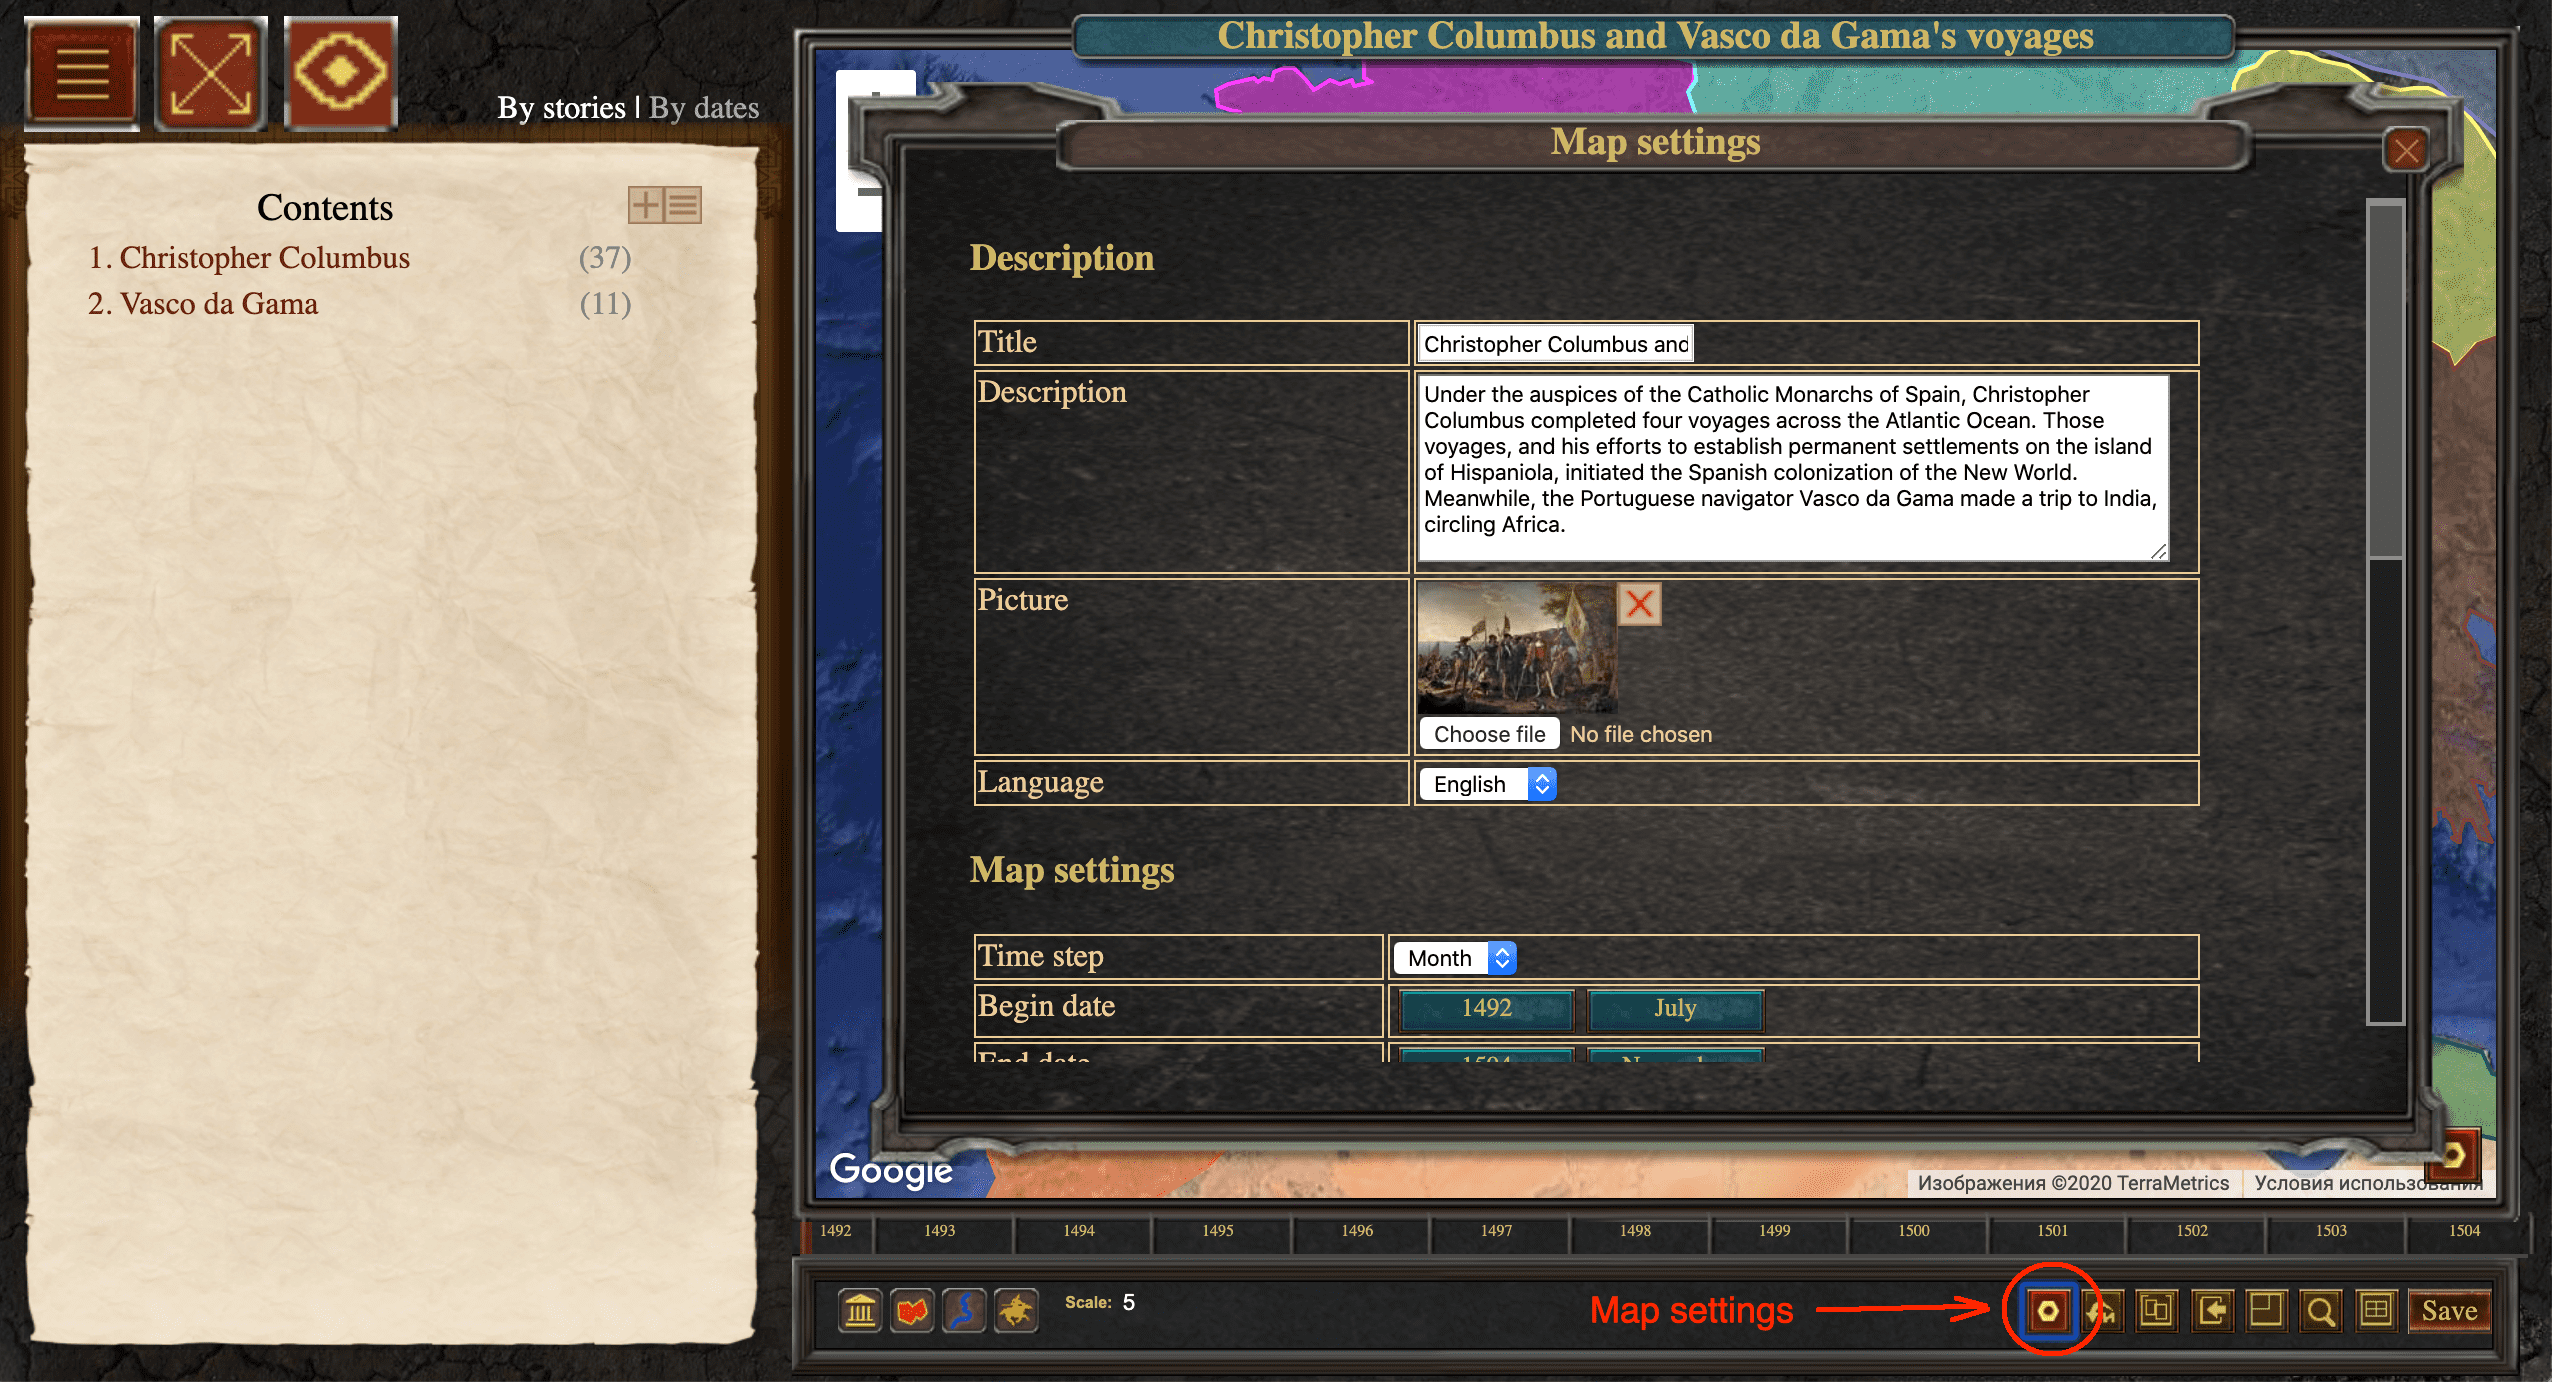 Christopher Columbus and Vasco da Gama's voyages
By stories | By dates
Contents
1. Christopher Columbus (37)
2. Vasco da Gama (11)
Map settings
Description
Title Christopher Columbus and
Description
Under the auspices of the Catholic Monarchs of Spain, Christopher
Columbus completed four voyages across the Atlantic Ocean. Those
voyages, and his efforts to establish permanent settlements on the island
of Hispaniola, initiated the Spanish colonization of the New World.
Meanwhile, the Portuguese navigator Vasco da Gama made a trip to India,
circling Africa.
Picture
Choose file No file chosen
Language English
Map settings
Time step Month
Begin date 1492 July
End date 1504
Google
Изображения ©2020 TerraMetrics Условия использования
1492 1493 1494 1495 1496 1497 1498 1499 1500 1501 1502 1503 1504
Scale: 5
Map settings
Save